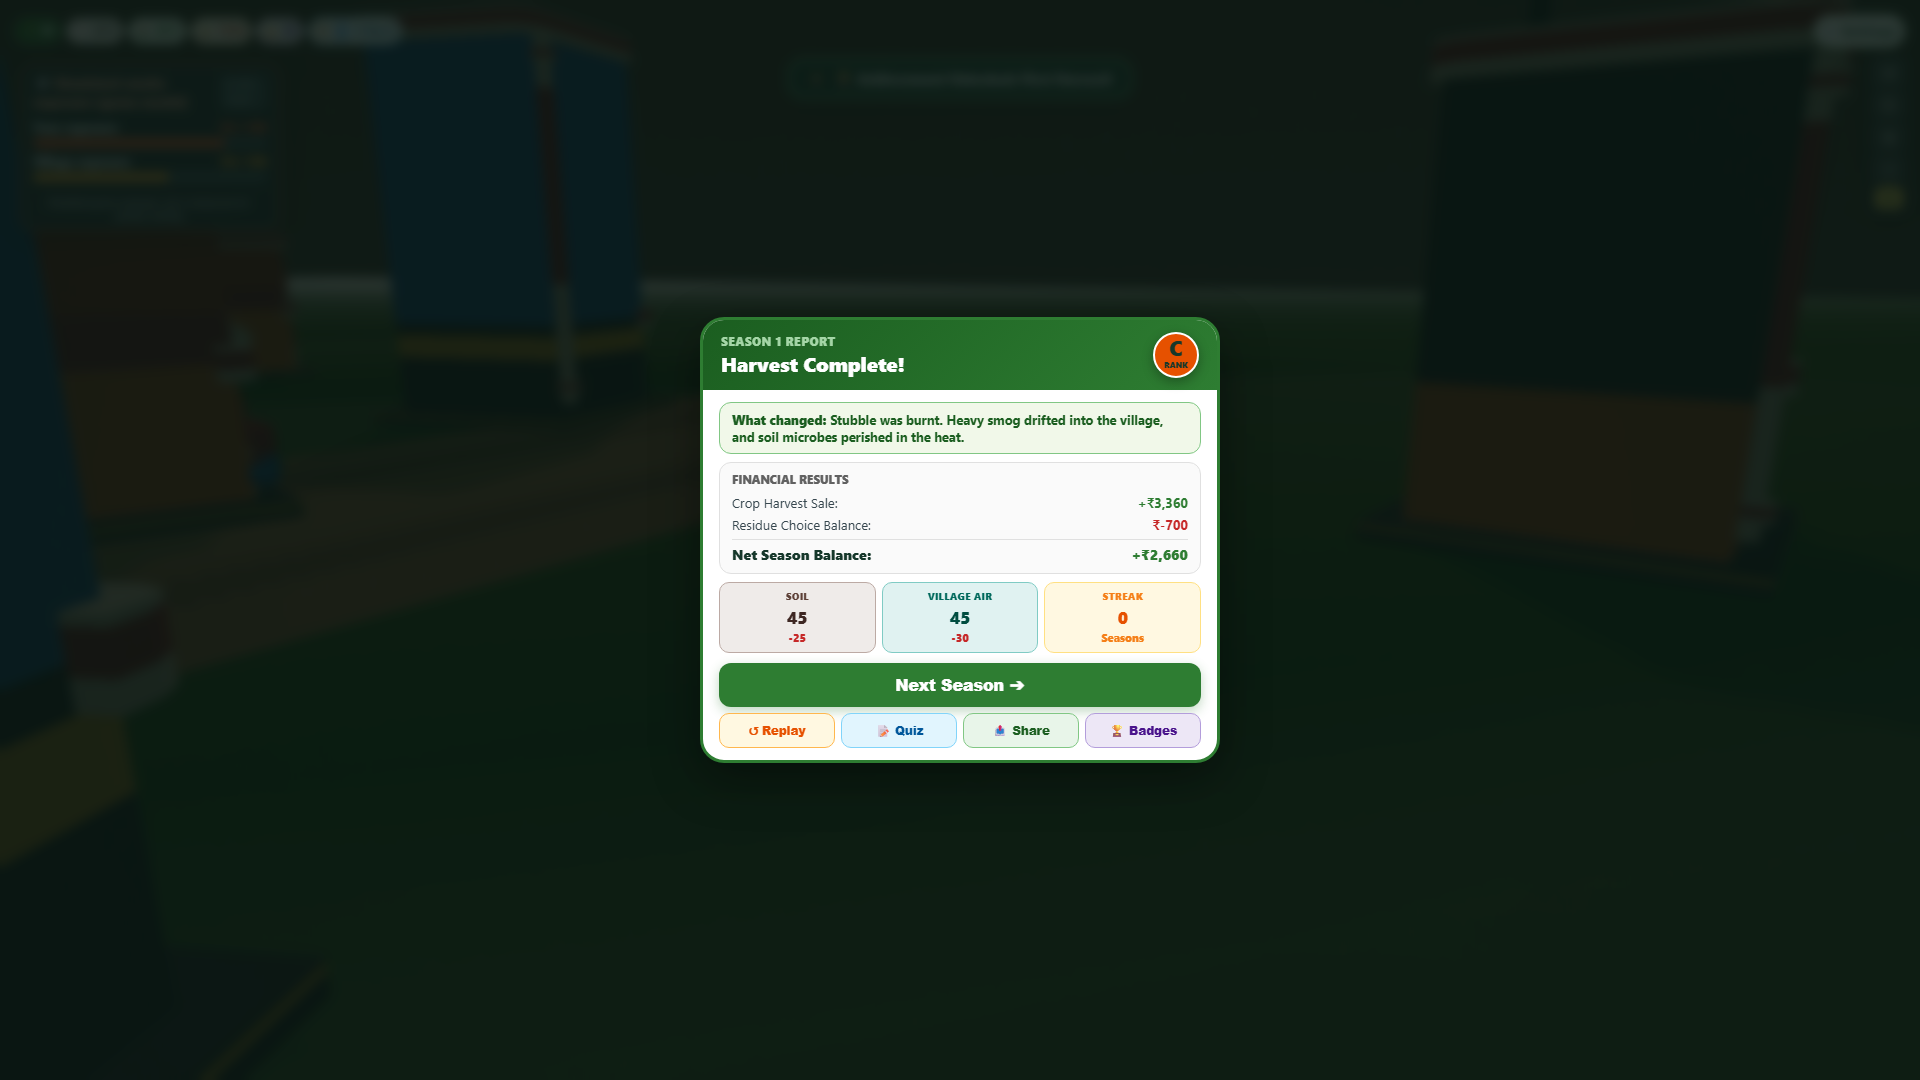 SEASON 1 REPORT
Harvest Complete!
C
RANK
What changed: Stubble was burnt. Heavy smog drifted into the village,
and soil microbes perished in the heat.
FINANCIAL RESULTS
Crop Harvest Sale: +₹3,360
Residue Choice Balance: ₹-700
Net Season Balance: +₹2,660
SOIL
45
-25
VILLAGE AIR
45
-30
STREAK
0
Seasons
Next Season ➔
↺ Replay
📝 Quiz
📤 Share
🏆 Badges